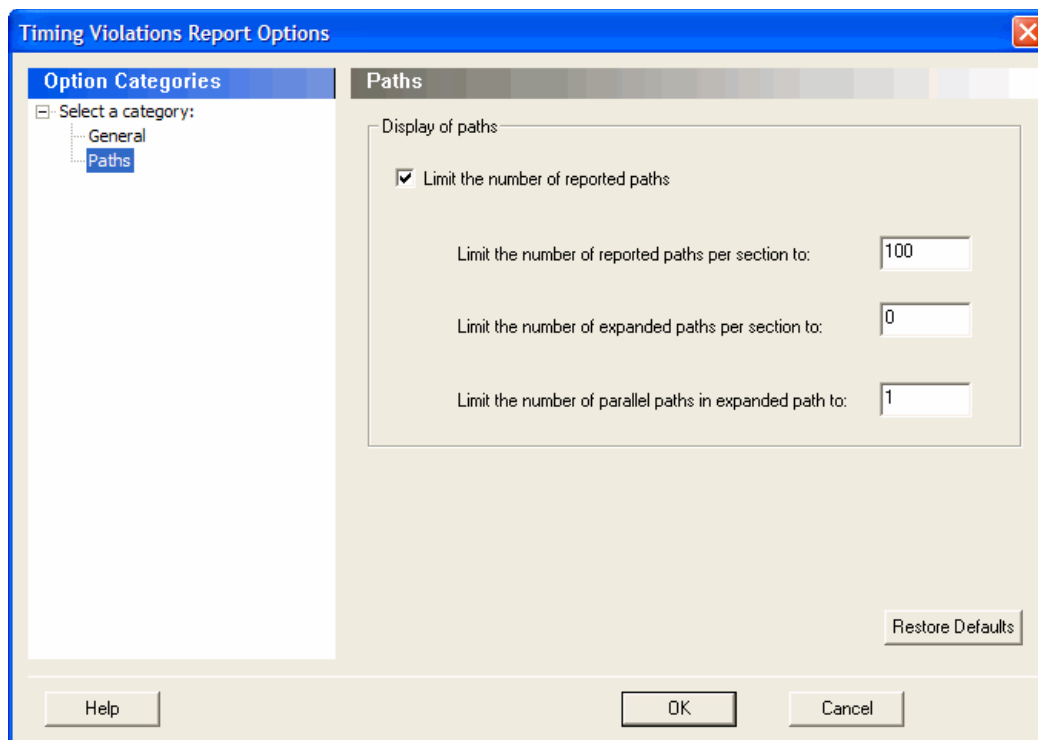 Timing Violations Report Options
Option Categories
Select a category:
General
Paths
Paths
Display of paths
Limit the number of reported paths
Limit the number of reported paths per section to: 100
Limit the number of expanded paths per section to: 0
Limit the number of parallel paths in expanded path to: 1
Restore Defaults
Help OK Cancel